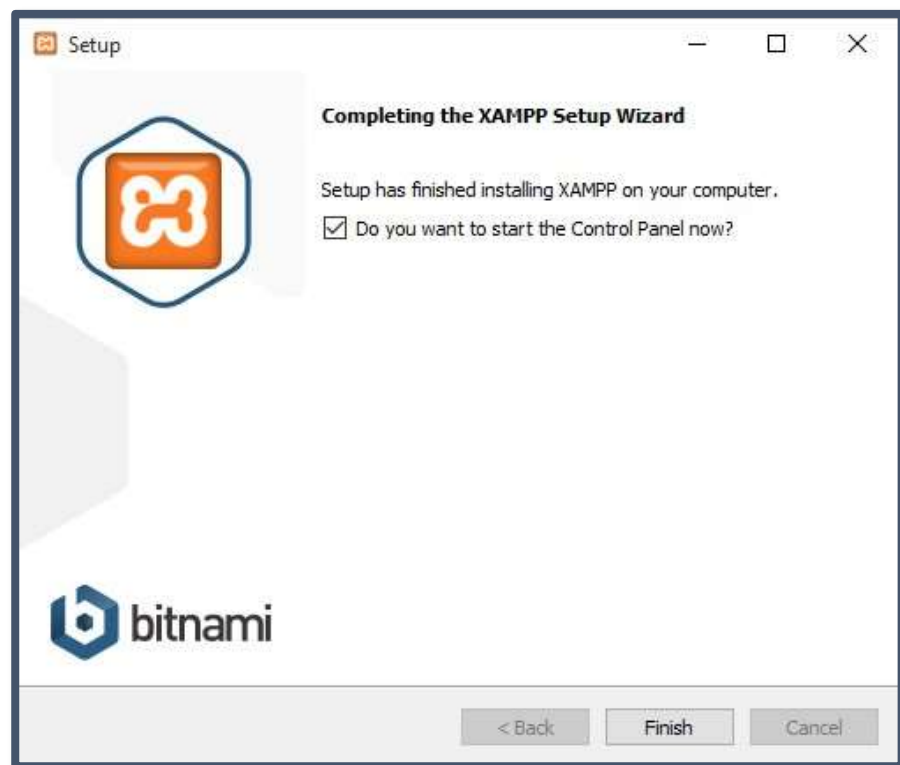 Setup
Completing the XAMPP Setup Wizard
Setup has finished installing XAMPP on your computer.
Do you want to start the Control Panel now?
bitnami
< Back
Finish
Cancel